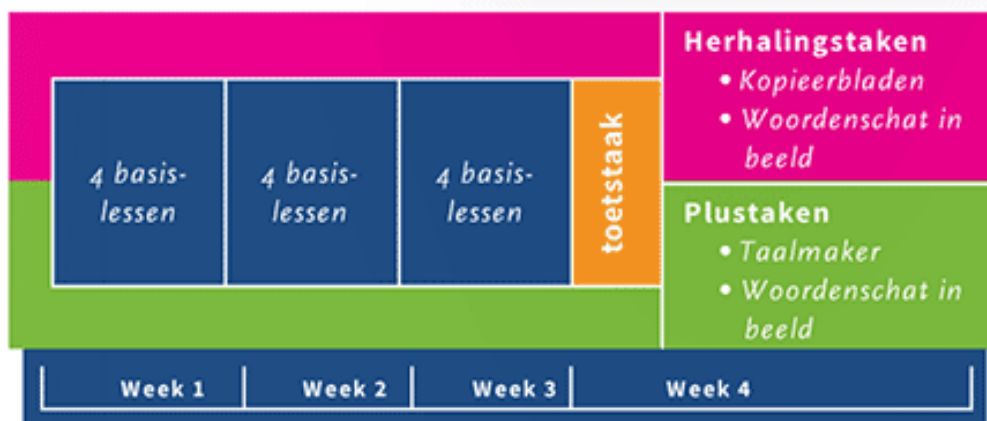 4 basis-
lessen
4 basis-
lessen
4 basis-
lessen
toetstaak
Herhalingstaken
• Kopieerbladen
• Woordenschat in
beeld
Plustaken
• Taalmaker
• Woordenschat in
beeld
Week 1
Week 2
Week 3
Week 4